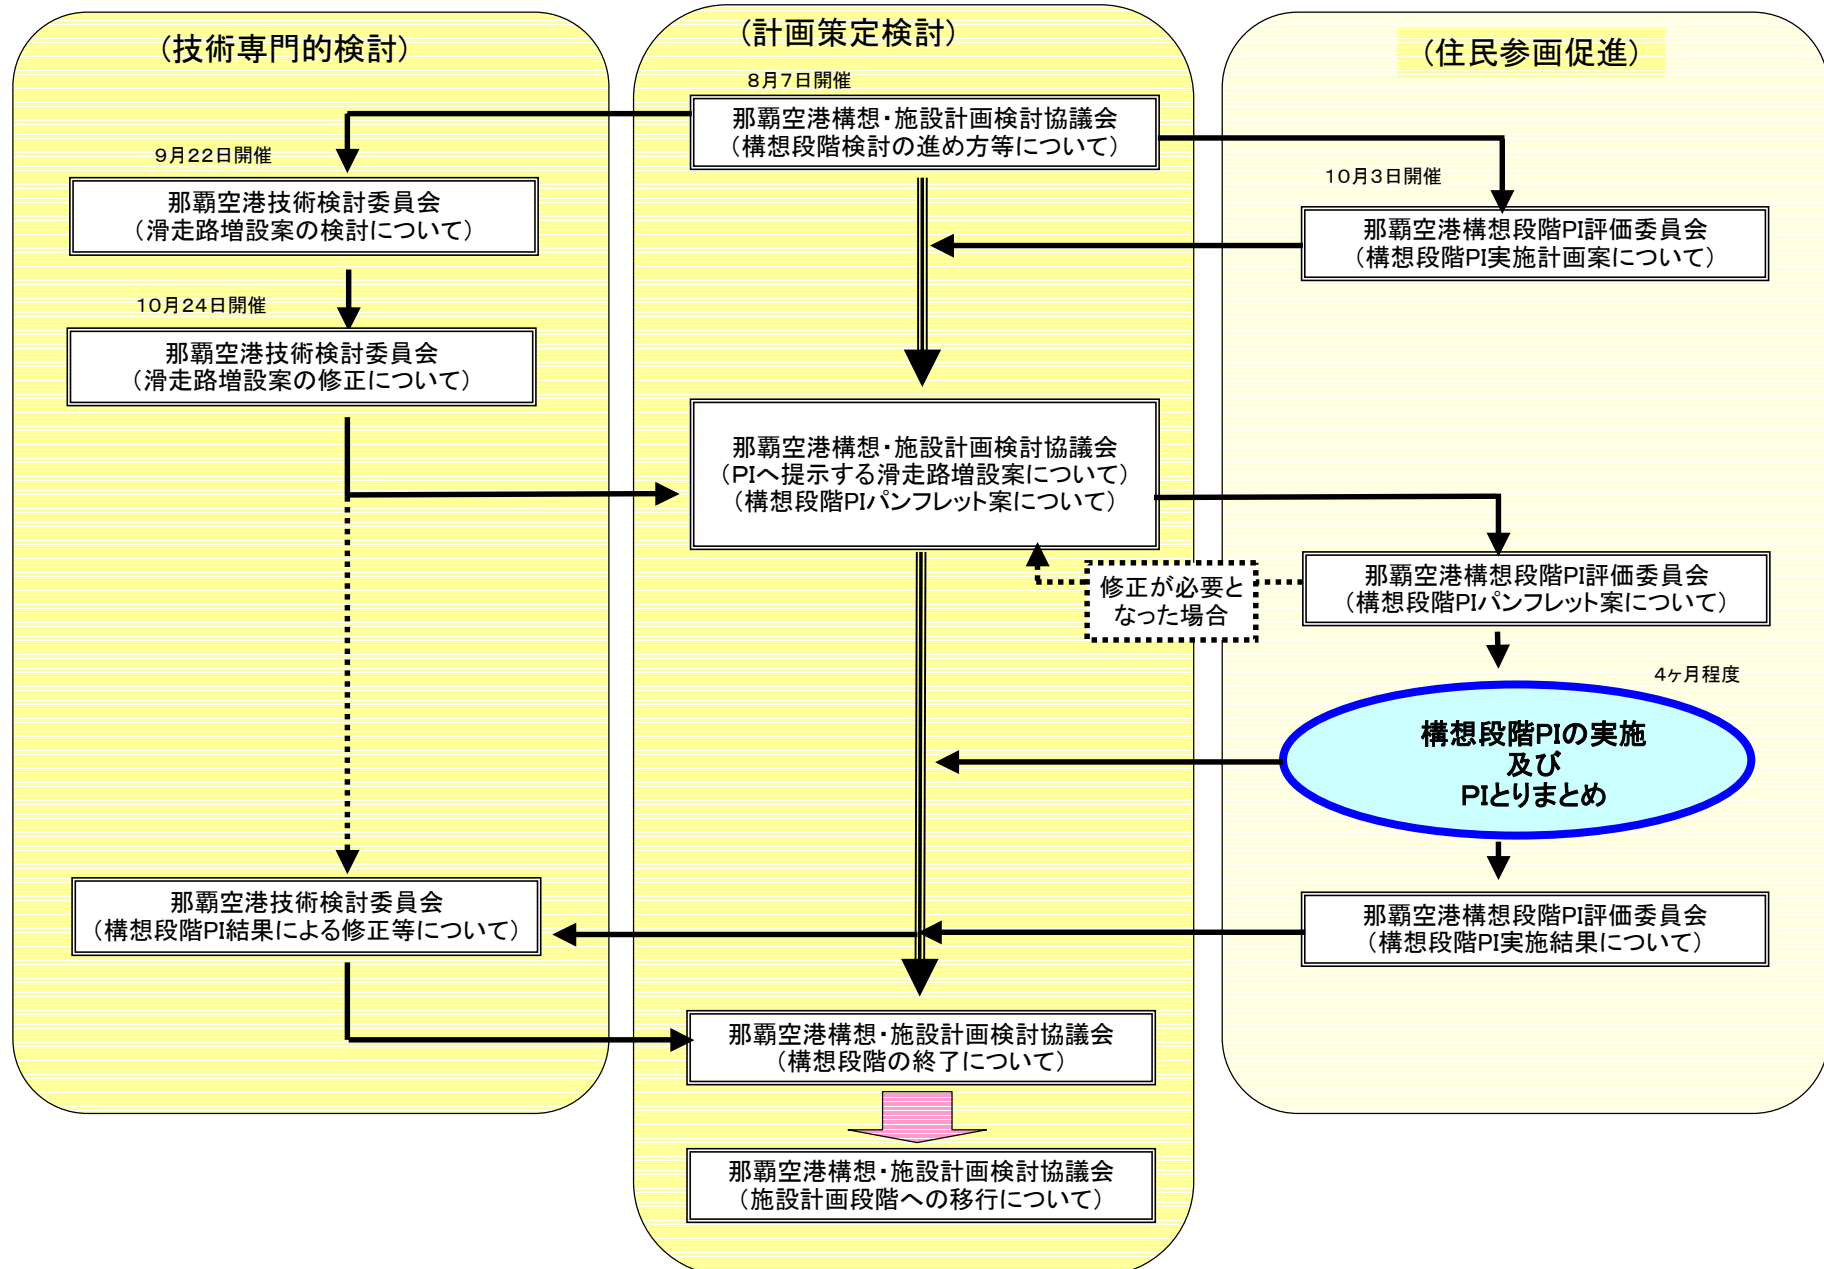 （技術専門的検討）
（計画策定検討）
（住民参画促進）
8月7日開催
那覇空港構想・施設計画検討協議会
（構想段階検討の進め方等について）
9月22日開催
那覇空港技術検討委員会
（滑走路増設案の検討について）
10月3日開催
那覇空港構想段階PI評価委員会
（構想段階PI実施計画案について）
10月24日開催
那覇空港技術検討委員会
（滑走路増設案の修正について）
那覇空港構想・施設計画検討協議会
（PIへ提示する滑走路増設案について）
（構想段階PIパンフレット案について）
修正が必要と
なった場合
那覇空港構想段階PI評価委員会
（構想段階PIパンフレット案について）
4ヶ月程度
構想段階PIの実施
及び
PIとりまとめ
那覇空港技術検討委員会
（構想段階PI結果による修正等について）
那覇空港構想段階PI評価委員会
（構想段階PI実施結果について）
那覇空港構想・施設計画検討協議会
（構想段階の終了について）
那覇空港構想・施設計画検討協議会
（施設計画段階への移行について）